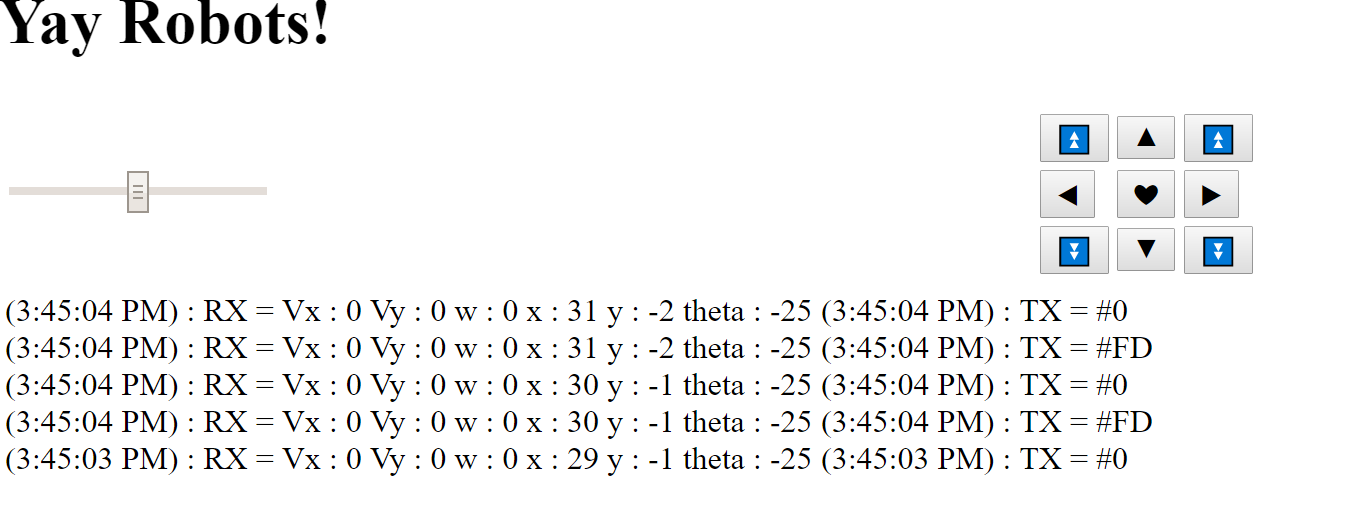 Yay Robots!
(3:45:04 PM) : RX = Vx : 0 Vy : 0 w : 0 x : 31 y : -2 theta : -25 (3:45:04 PM) : TX = #0
(3:45:04 PM) : RX = Vx : 0 Vy : 0 w : 0 x : 31 y : -2 theta : -25 (3:45:04 PM) : TX = #FD
(3:45:04 PM) : RX = Vx : 0 Vy : 0 w : 0 x : 30 y : -1 theta : -25 (3:45:04 PM) : TX = #0
(3:45:04 PM) : RX = Vx : 0 Vy : 0 w : 0 x : 30 y : -1 theta : -25 (3:45:04 PM) : TX = #FD
(3:45:03 PM) : RX = Vx : 0 Vy : 0 w : 0 x : 29 y : -1 theta : -25 (3:45:03 PM) : TX = #0